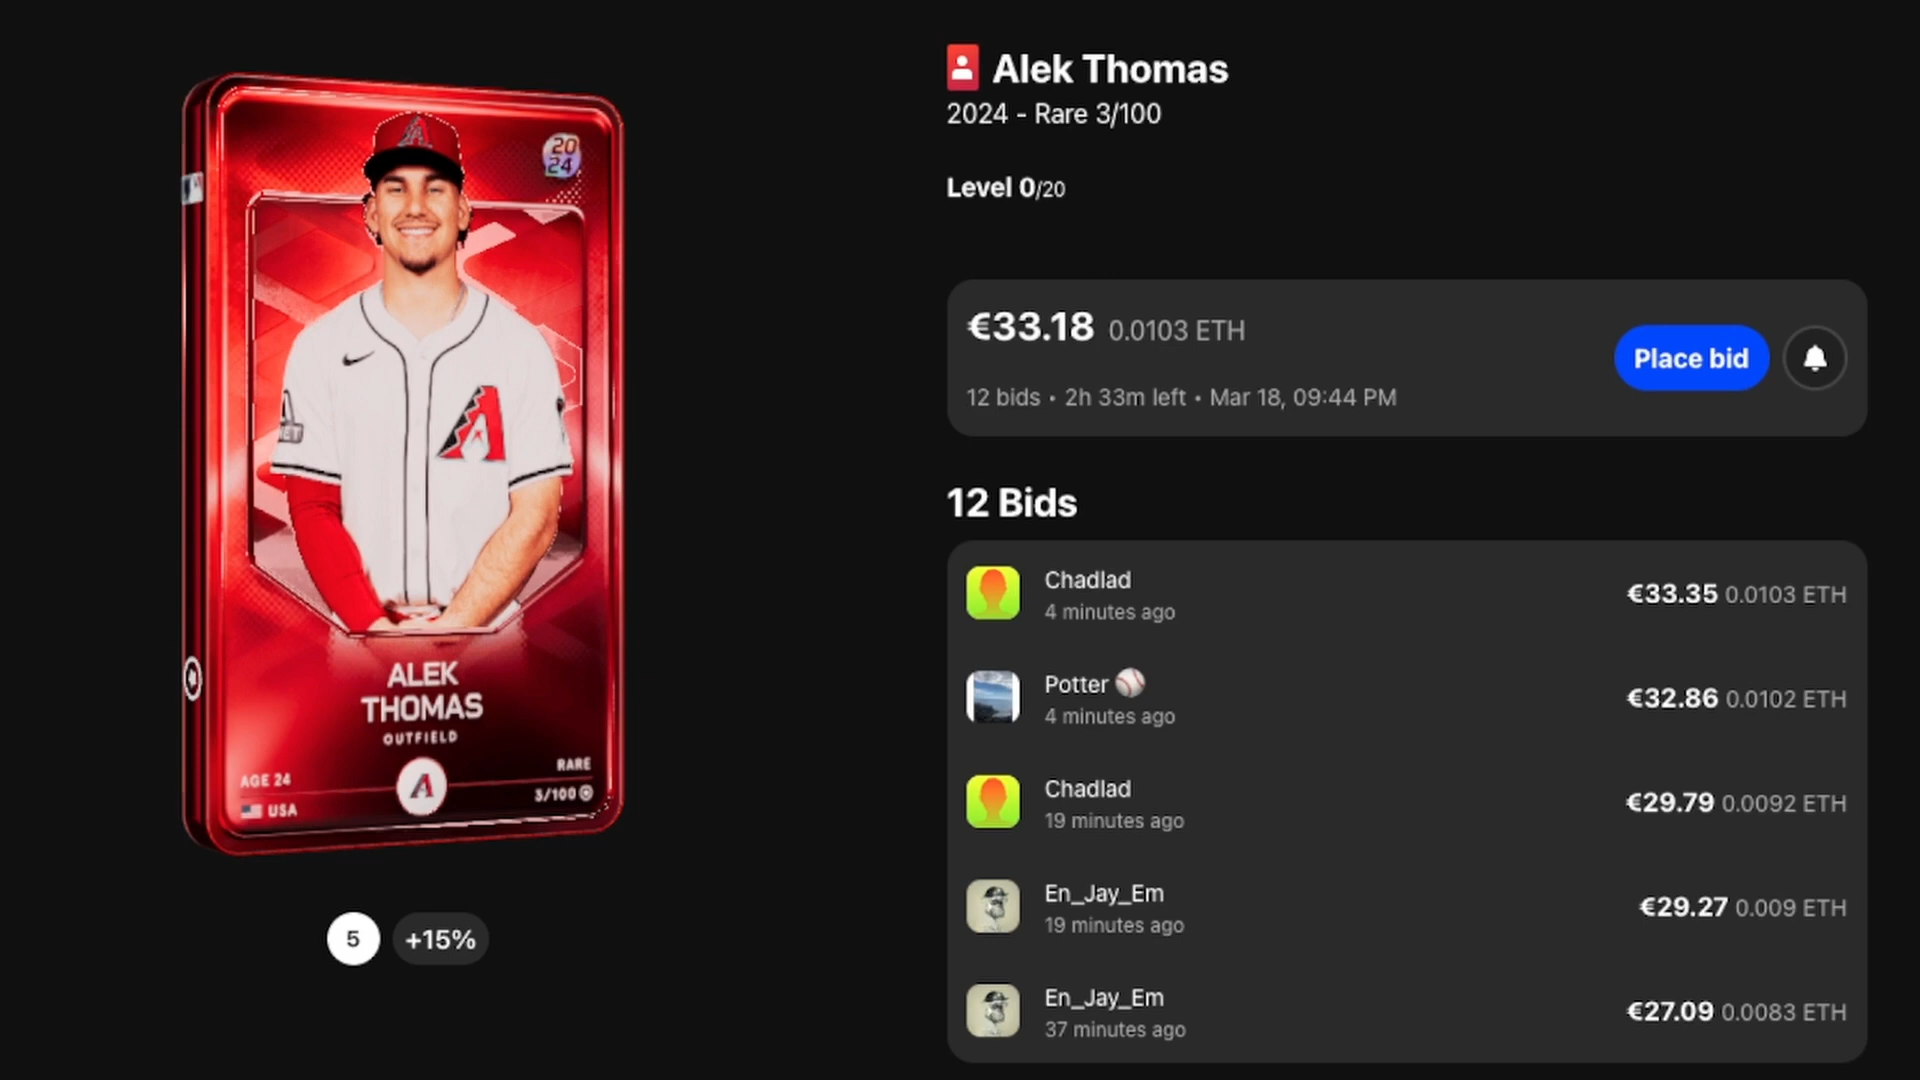 20
24
ALEK
THOMAS
OUTFIELD
AGE 24
USA
A
RARE
3/100
5
+15%
Alek Thomas
2024 - Rare 3/100
Level 0/20
€33.18 0.0103 ETH
12 bids • 2h 33m left • Mar 18, 09:44 PM
Place bid
12 Bids
Chadlad
4 minutes ago
€33.35 0.0103 ETH
Potter
4 minutes ago
€32.86 0.0102 ETH
Chadlad
19 minutes ago
€29.79 0.0092 ETH
En_Jay_Em
19 minutes ago
€29.27 0.009 ETH
En_Jay_Em
37 minutes ago
€27.09 0.0083 ETH